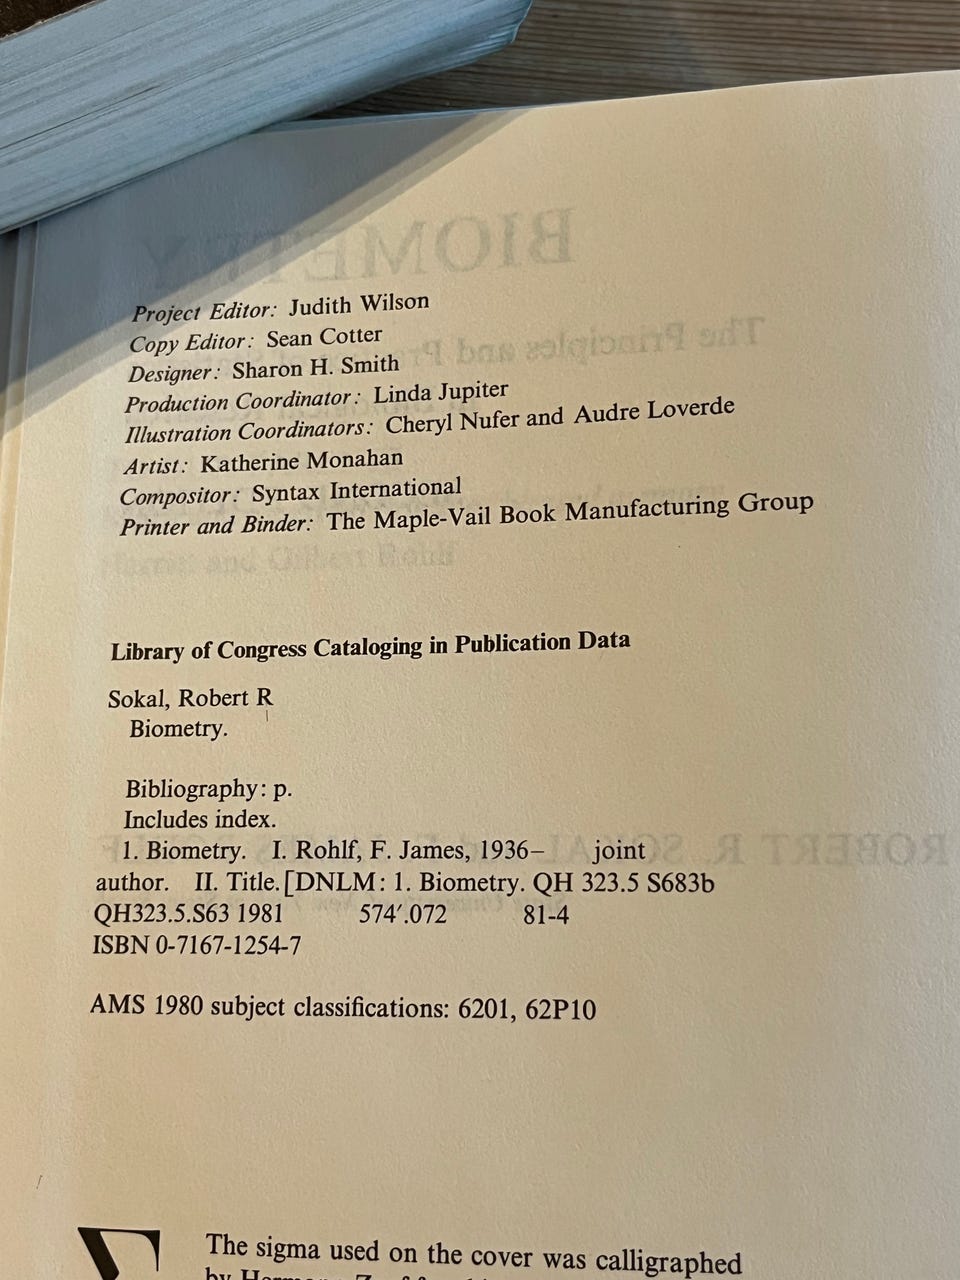 Project Editor: Judith Wilson
Copy Editor: Sean Cotter
Designer: Sharon H. Smith
Production Coordinator: Linda Jupiter
Illustration Coordinators: Cheryl Nufer and Audre Loverde
Artist: Katherine Monahan
Compositor: Syntax International
Printer and Binder: The Maple-Vail Book Manufacturing Group
Library of Congress Cataloging in Publication Data
Sokal, Robert R
Biometry.
Bibliography: p.
Includes index.
1. Biometry. I. Rohlf, F. James, 1936– joint
author. II. Title. [DNLM: 1. Biometry. QH 323.5 S683b
QH323.5.S63 1981 574′.072 81-4
ISBN 0-7167-1254-7
AMS 1980 subject classifications: 6201, 62P10
Σ
The sigma used on the cover was calligraphed
by